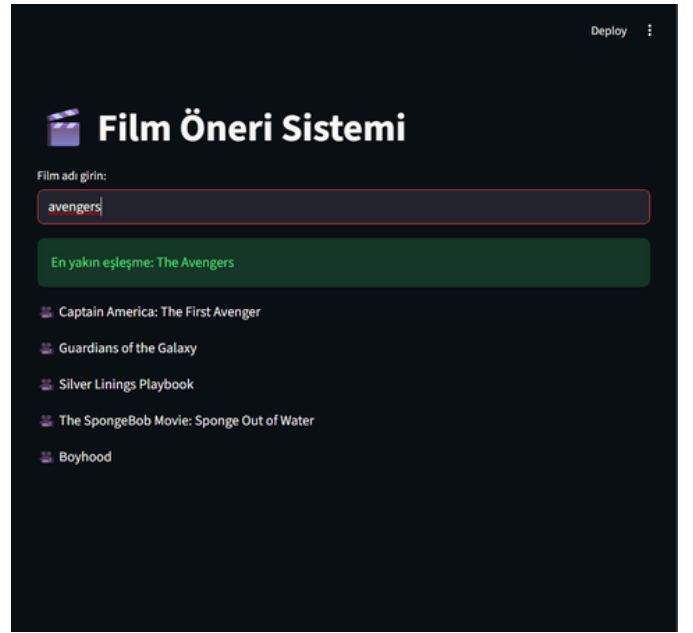 Deploy
Film Öneri Sistemi
Film adı girin:
avengers
En yakın eşleşme: The Avengers
Captain America: The First Avenger
Guardians of the Galaxy
Silver Linings Playbook
The SpongeBob Movie: Sponge Out of Water
Boyhood